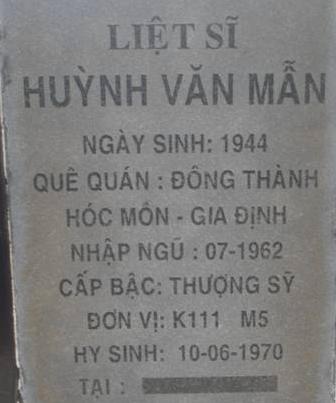 LIỆT SĨ
HUỲNH VĂN MẪN
NGÀY SINH: 1944
QUÊ QUÁN : ĐÔNG THÀNH
HÓC MÔN - GIA ĐỊNH
NHẬP NGŨ : 07-1962
CẤP BẬC: THƯỢNG SỸ
ĐƠN VỊ: K111 M5
HY SINH: 10-06-1970
TẠI :